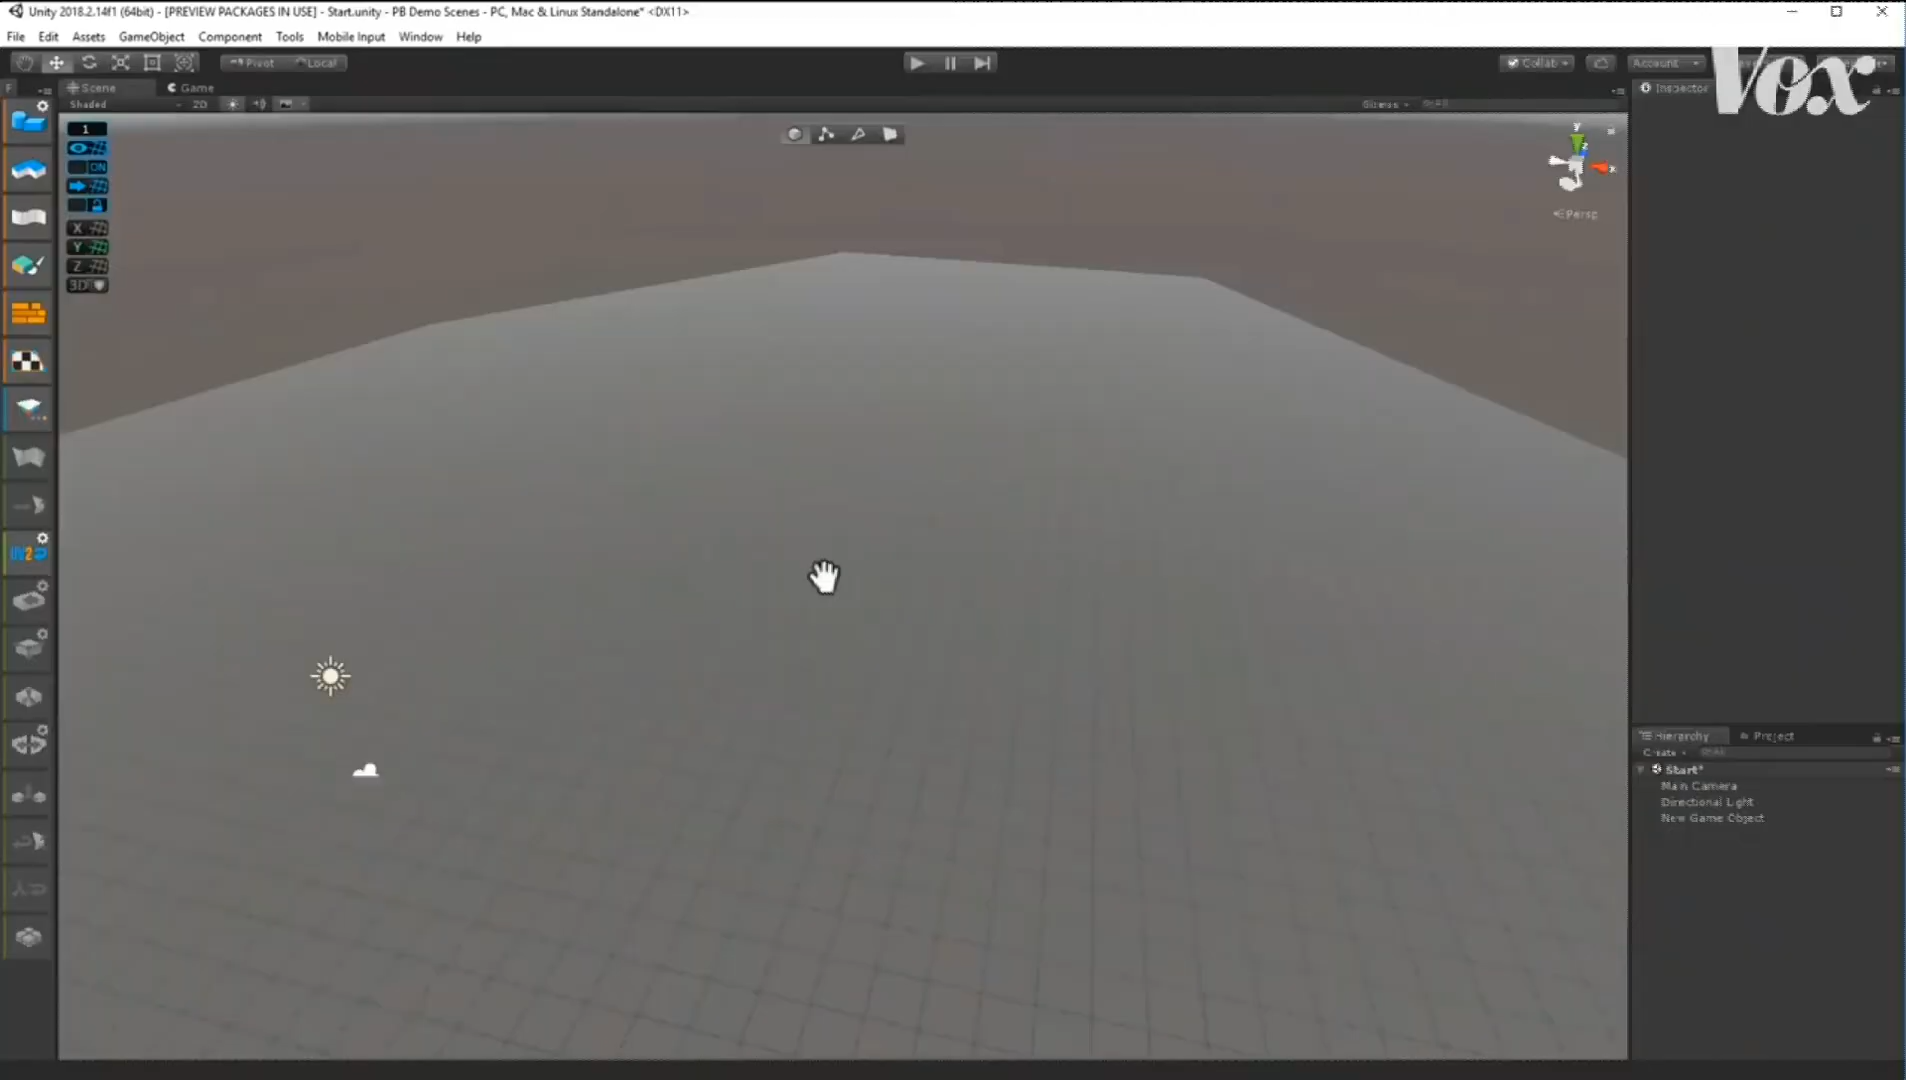 Unity 2018.2.14f1 (64bit) - [PREVIEW PACKAGES IN USE] - Start.unity - PB Demo Scenes - PC, Mac & Linux Standalone* <DX11>
File Edit Assets GameObject Component Tools Mobile Input Window Help
Pivot Local
Collab
Account
Vox
Scene
Game
Inspector
Shaded
2D
Gizmos
1
ON
X
Y
Z
3D
y
z
x
Persp
UV2
Hierarchy
Project
Create
Start*
Main Camera
Directional Light
New Game Object